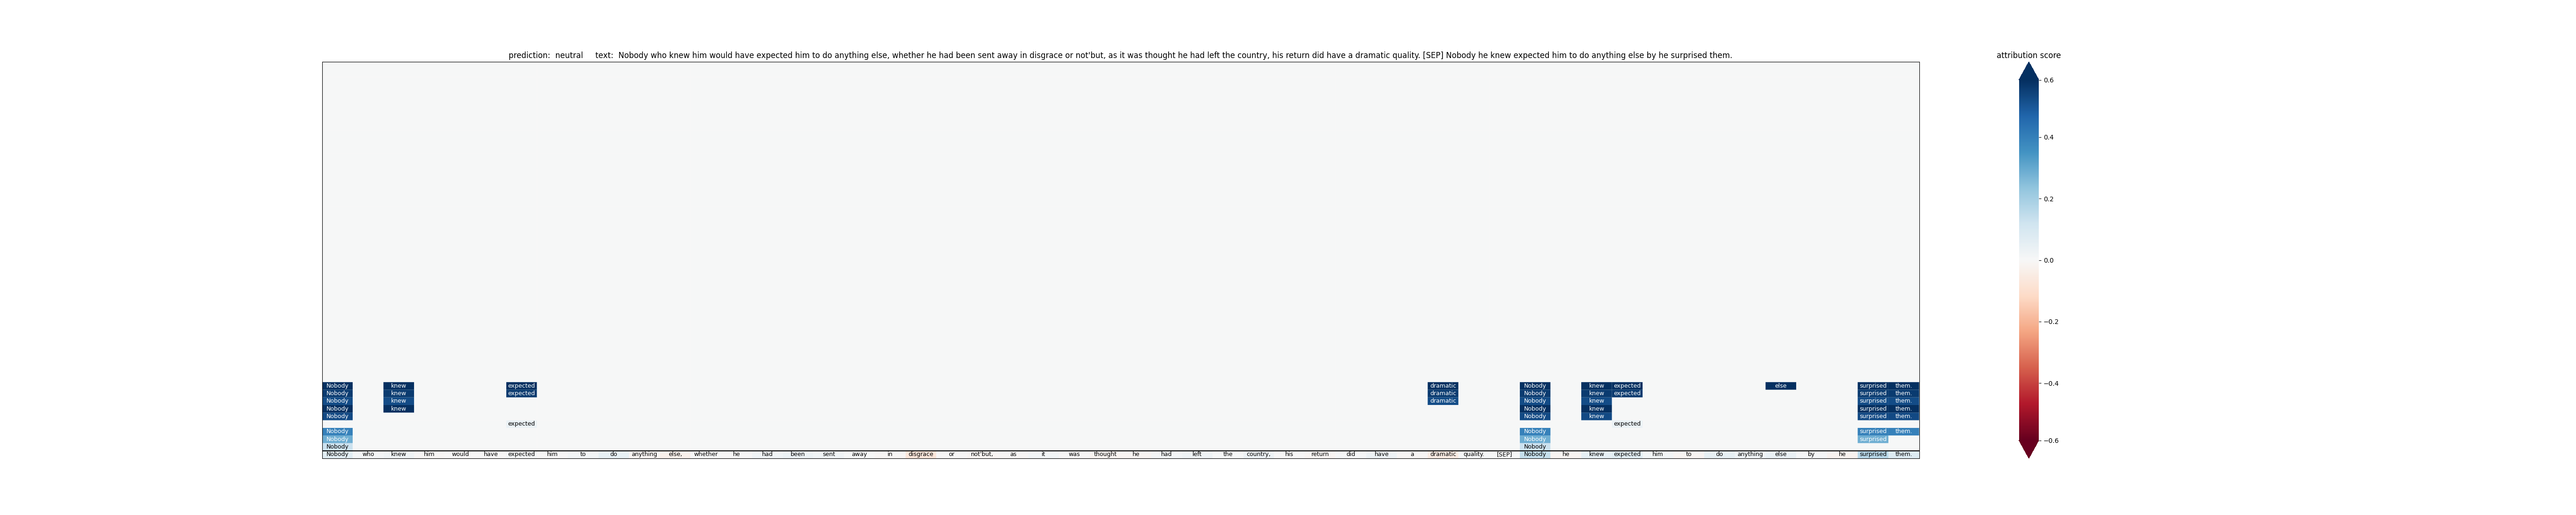 prediction:  neutral     text:  Nobody who knew him would have expected him to do anything else, whether he had been sent away in disgrace or not'but, as it was thought he had left the country, his return did have a dramatic quality. [SEP] Nobody he knew expected him to do anything else by he surprised them.
attribution score
0.6
0.4
0.2
0.0
−0.2
−0.4
−0.6
Nobody knew expected dramatic Nobody knew expected else surprised them.
Nobody knew expected dramatic Nobody knew expected surprised them.
Nobody knew dramatic Nobody knew surprised them.
Nobody knew Nobody knew surprised them.
Nobody Nobody knew surprised them.
expected expected
Nobody Nobody surprised them.
Nobody Nobody surprised
Nobody Nobody
Nobody who knew him would have expected him to do anything else, whether he had been sent away in disgrace or not'but, as it was thought he had left the country, his return did have a dramatic quality. [SEP] Nobody he knew expected him to do anything else by he surprised them.